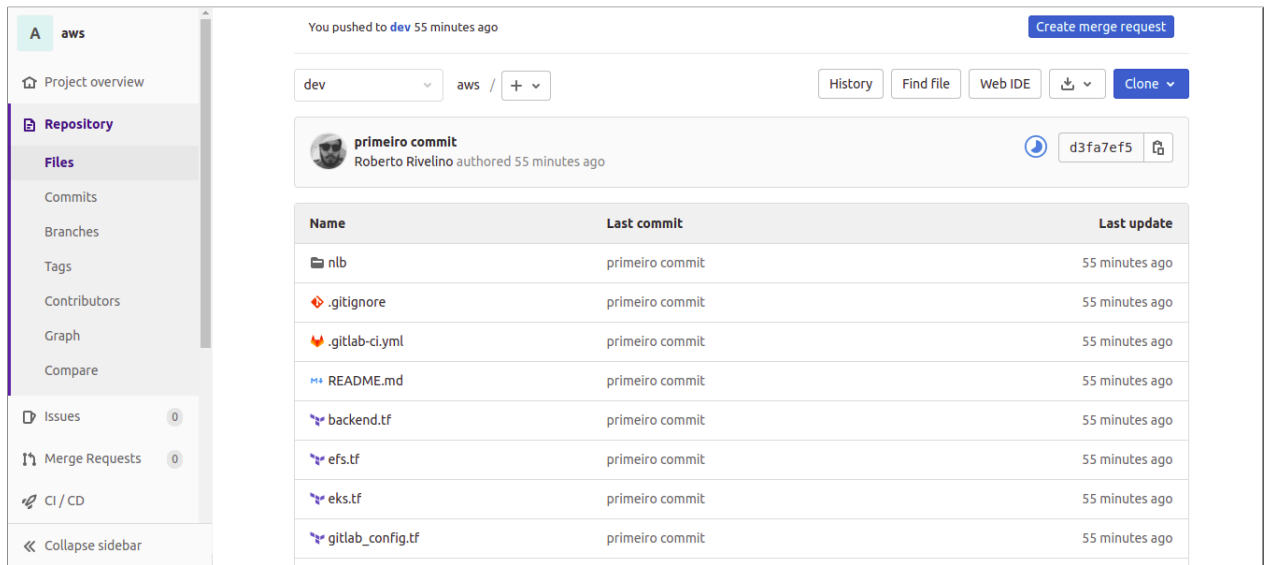 A aws
Project overview
Repository
Files
Commits
Branches
Tags
Contributors
Graph
Compare
Issues 0
Merge Requests 0
CI / CD
Collapse sidebar
You pushed to dev 55 minutes ago
Create merge request
dev
aws /
History
Find file
Web IDE
Clone
primeiro commit
Roberto Rivelino authored 55 minutes ago
d3fa7ef5
Name Last commit Last update
nlb primeiro commit 55 minutes ago
.gitignore primeiro commit 55 minutes ago
.gitlab-ci.yml primeiro commit 55 minutes ago
M README.md primeiro commit 55 minutes ago
backend.tf primeiro commit 55 minutes ago
efs.tf primeiro commit 55 minutes ago
eks.tf primeiro commit 55 minutes ago
gitlab_config.tf primeiro commit 55 minutes ago